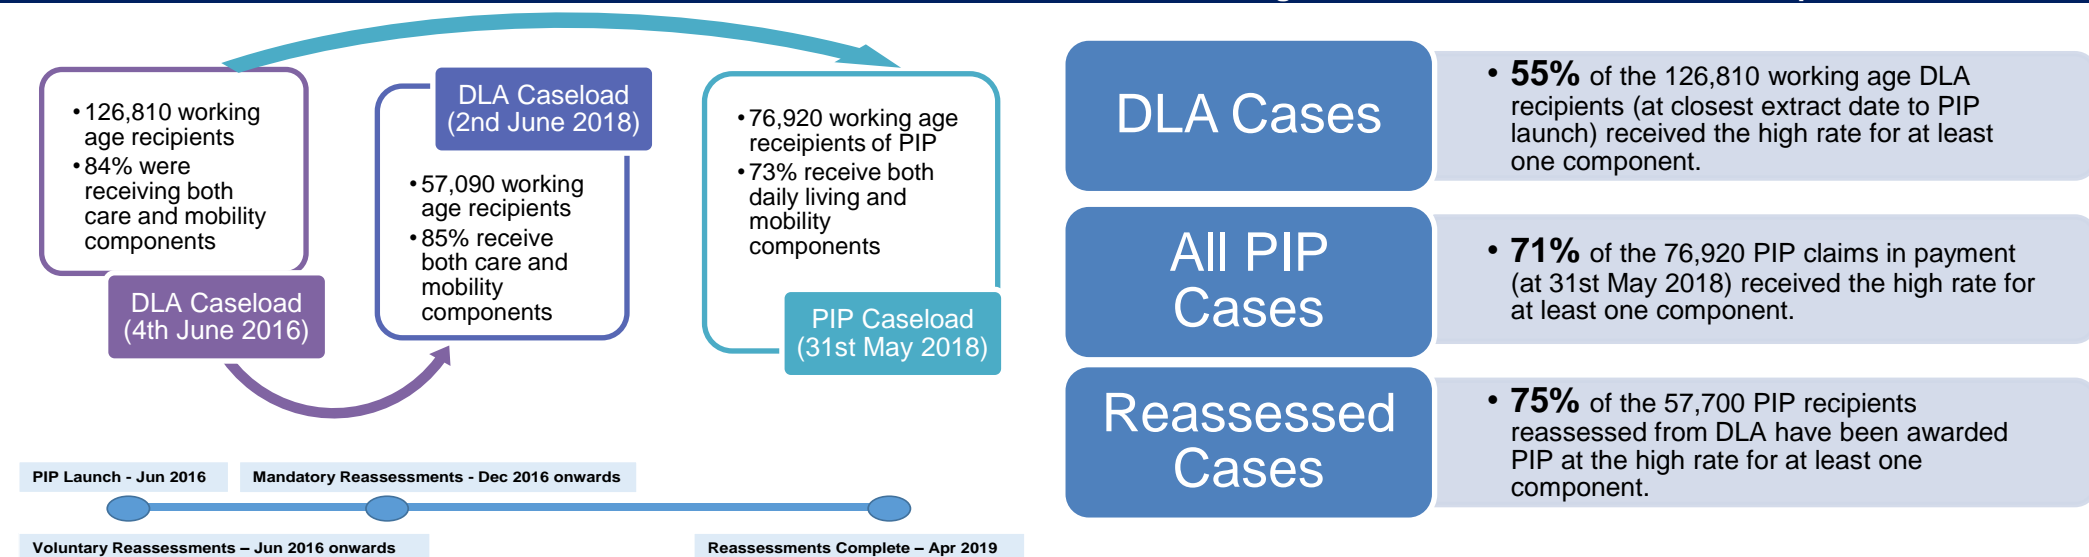 • 126,810 working
age recipients
• 84% were
receiving both
care and mobility
components
DLA Caseload
(4th June 2016)
DLA Caseload
(2nd June 2018)
• 57,090 working
age recipients
• 85% receive
both care and
mobility
components
• 76,920 working age
receipients of PIP
• 73% receive both
daily living and
mobility
components
PIP Caseload
(31st May 2018)
PIP Launch - Jun 2016
Mandatory Reassessments - Dec 2016 onwards
Voluntary Reassessments – Jun 2016 onwards
Reassessments Complete – Apr 2019
DLA Cases
• 55% of the 126,810 working age DLA
recipients (at closest extract date to PIP
launch) received the high rate for at least
one component.
All PIP
Cases
• 71% of the 76,920 PIP claims in payment
(at 31st May 2018) received the high rate for
at least one component.
Reassessed
Cases
• 75% of the 57,700 PIP recipients
reassessed from DLA have been awarded
PIP at the high rate for at least one
component.